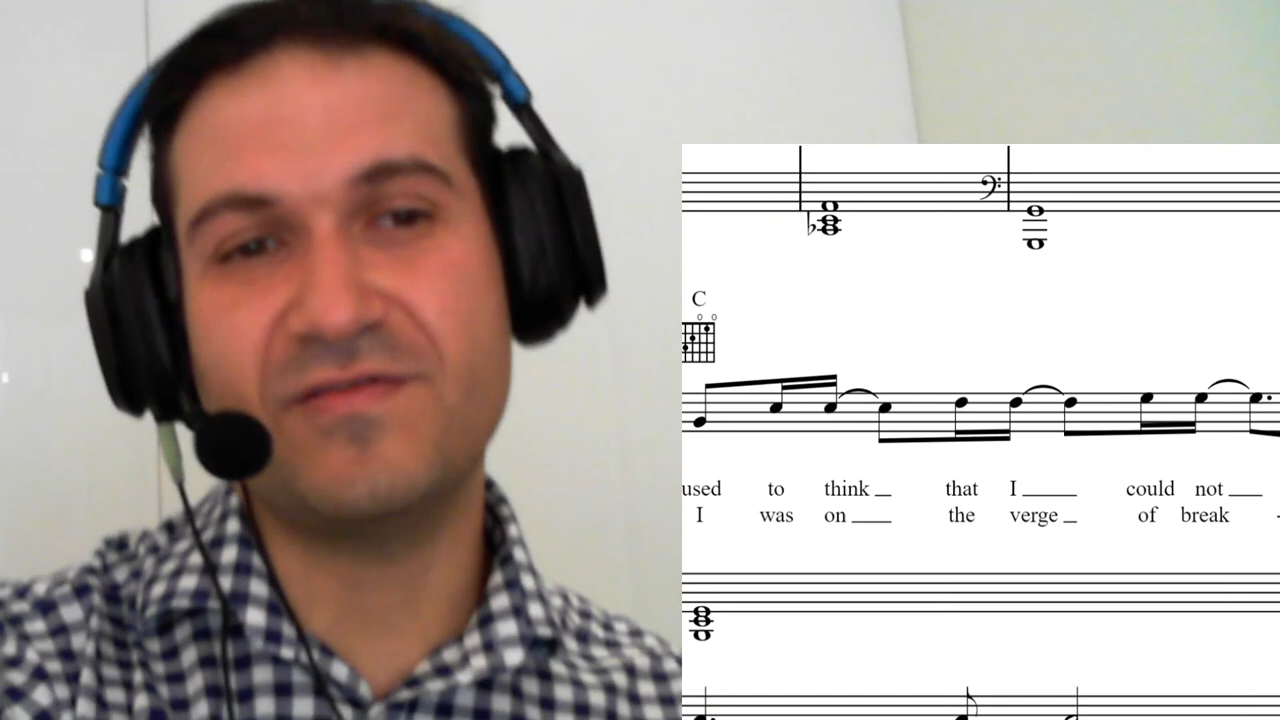 C
used to think that I could not
I was on the verge of break -